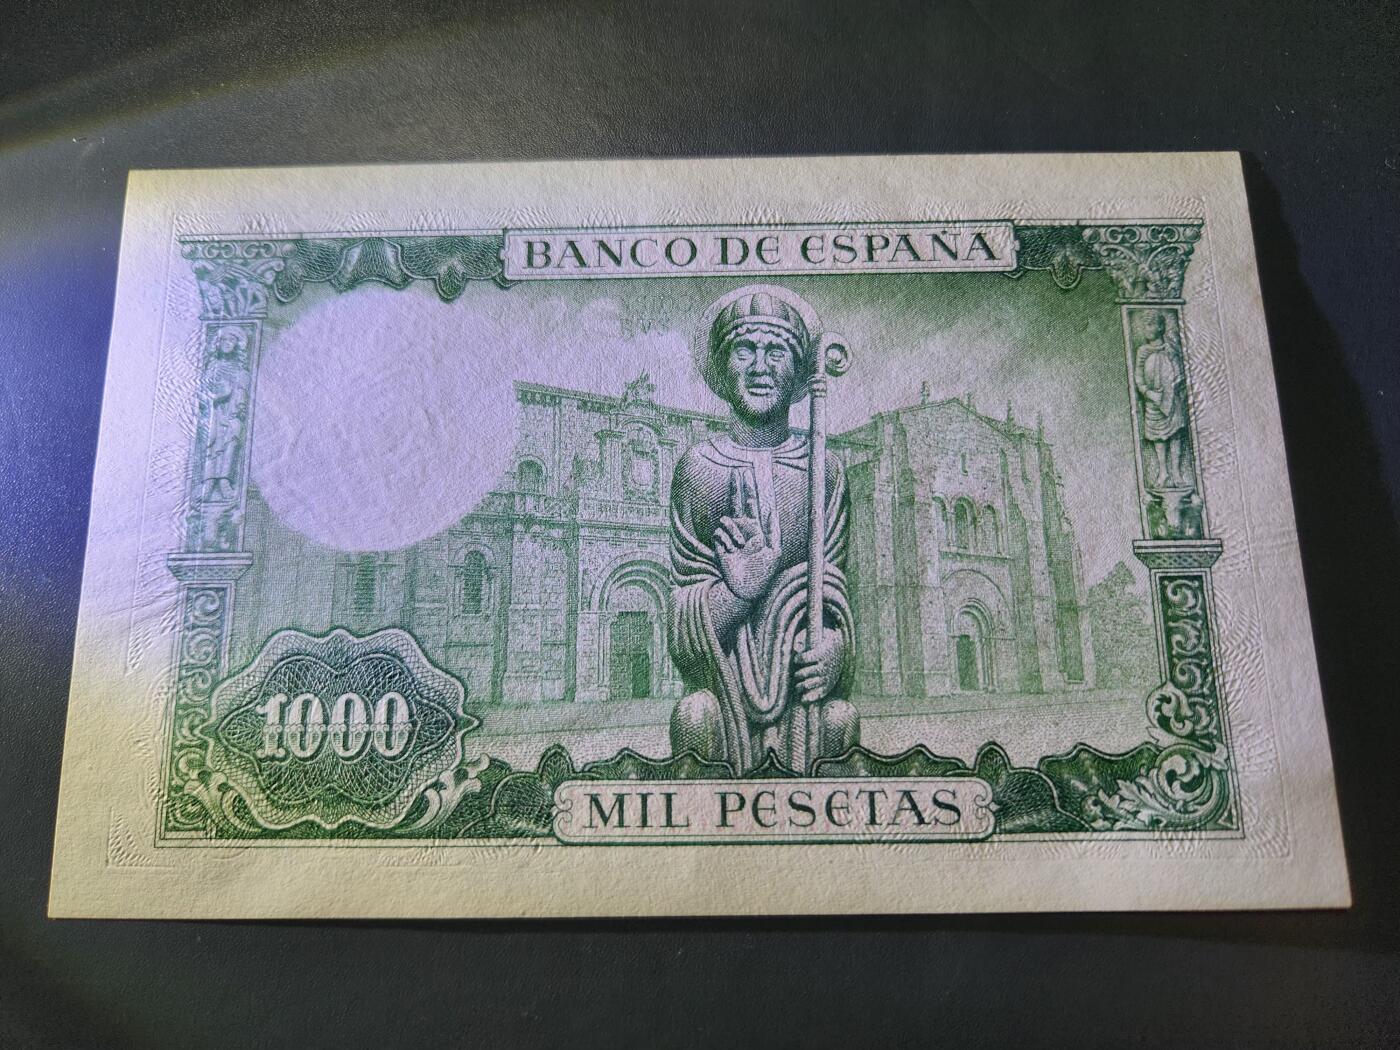 BANCO DE ESPAÑA
1000
MIL PESETAS